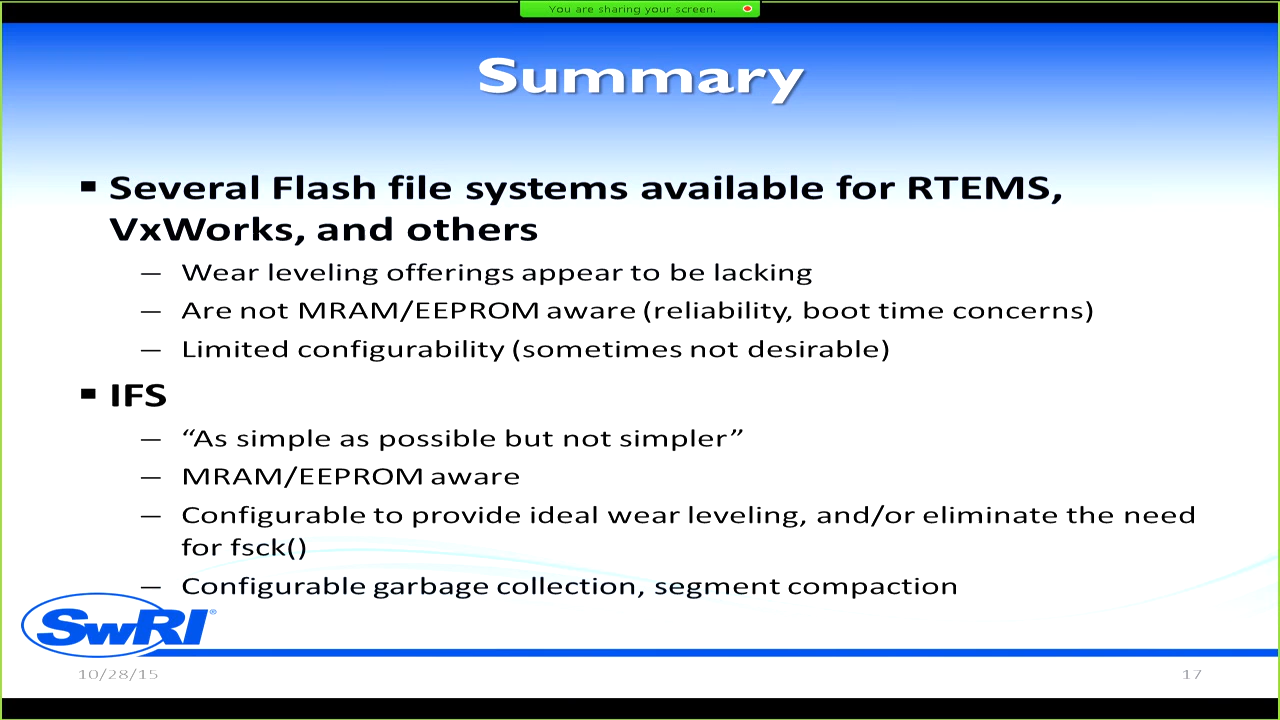 You are sharing your screen.
Summary
▪ Several Flash file systems available for RTEMS,
VxWorks, and others
— Wear leveling offerings appear to be lacking
— Are not MRAM/EEPROM aware (reliability, boot time concerns)
— Limited configurability (sometimes not desirable)
▪ IFS
— “As simple as possible but not simpler”
— MRAM/EEPROM aware
— Configurable to provide ideal wear leveling, and/or eliminate the need
for fsck()
— Configurable garbage collection, segment compaction
SwRI®
10/28/15
17